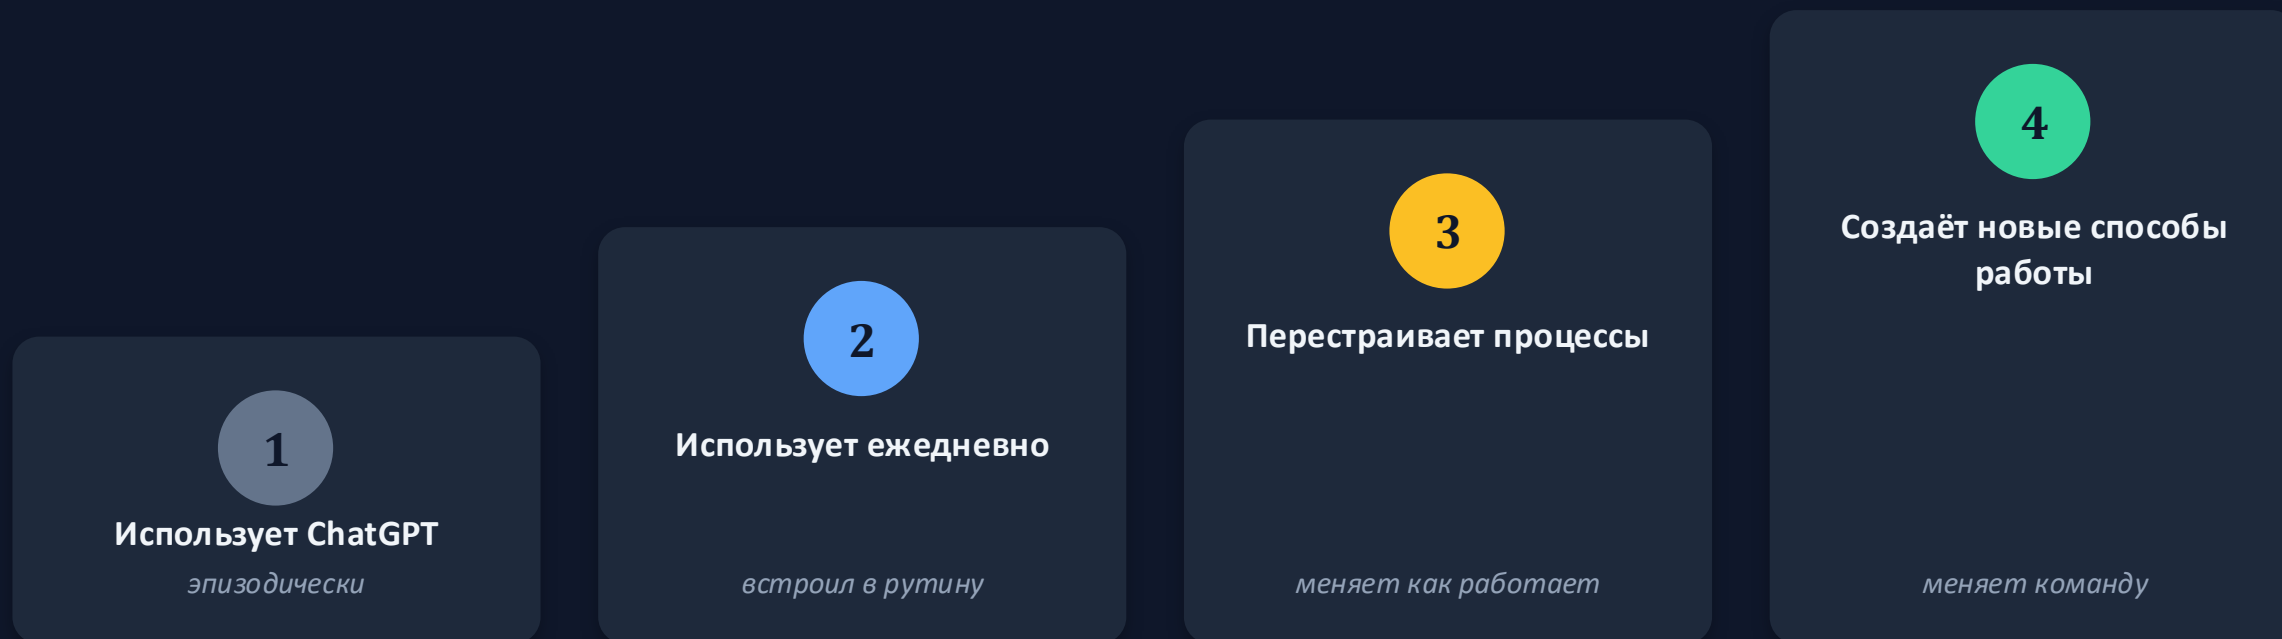 1
Использует ChatGPT
эпизодически
2
Использует ежедневно
встроил в рутину
3
Перестраивает процессы
меняет как работает
4
Создаёт новые способы
работы
меняет команду